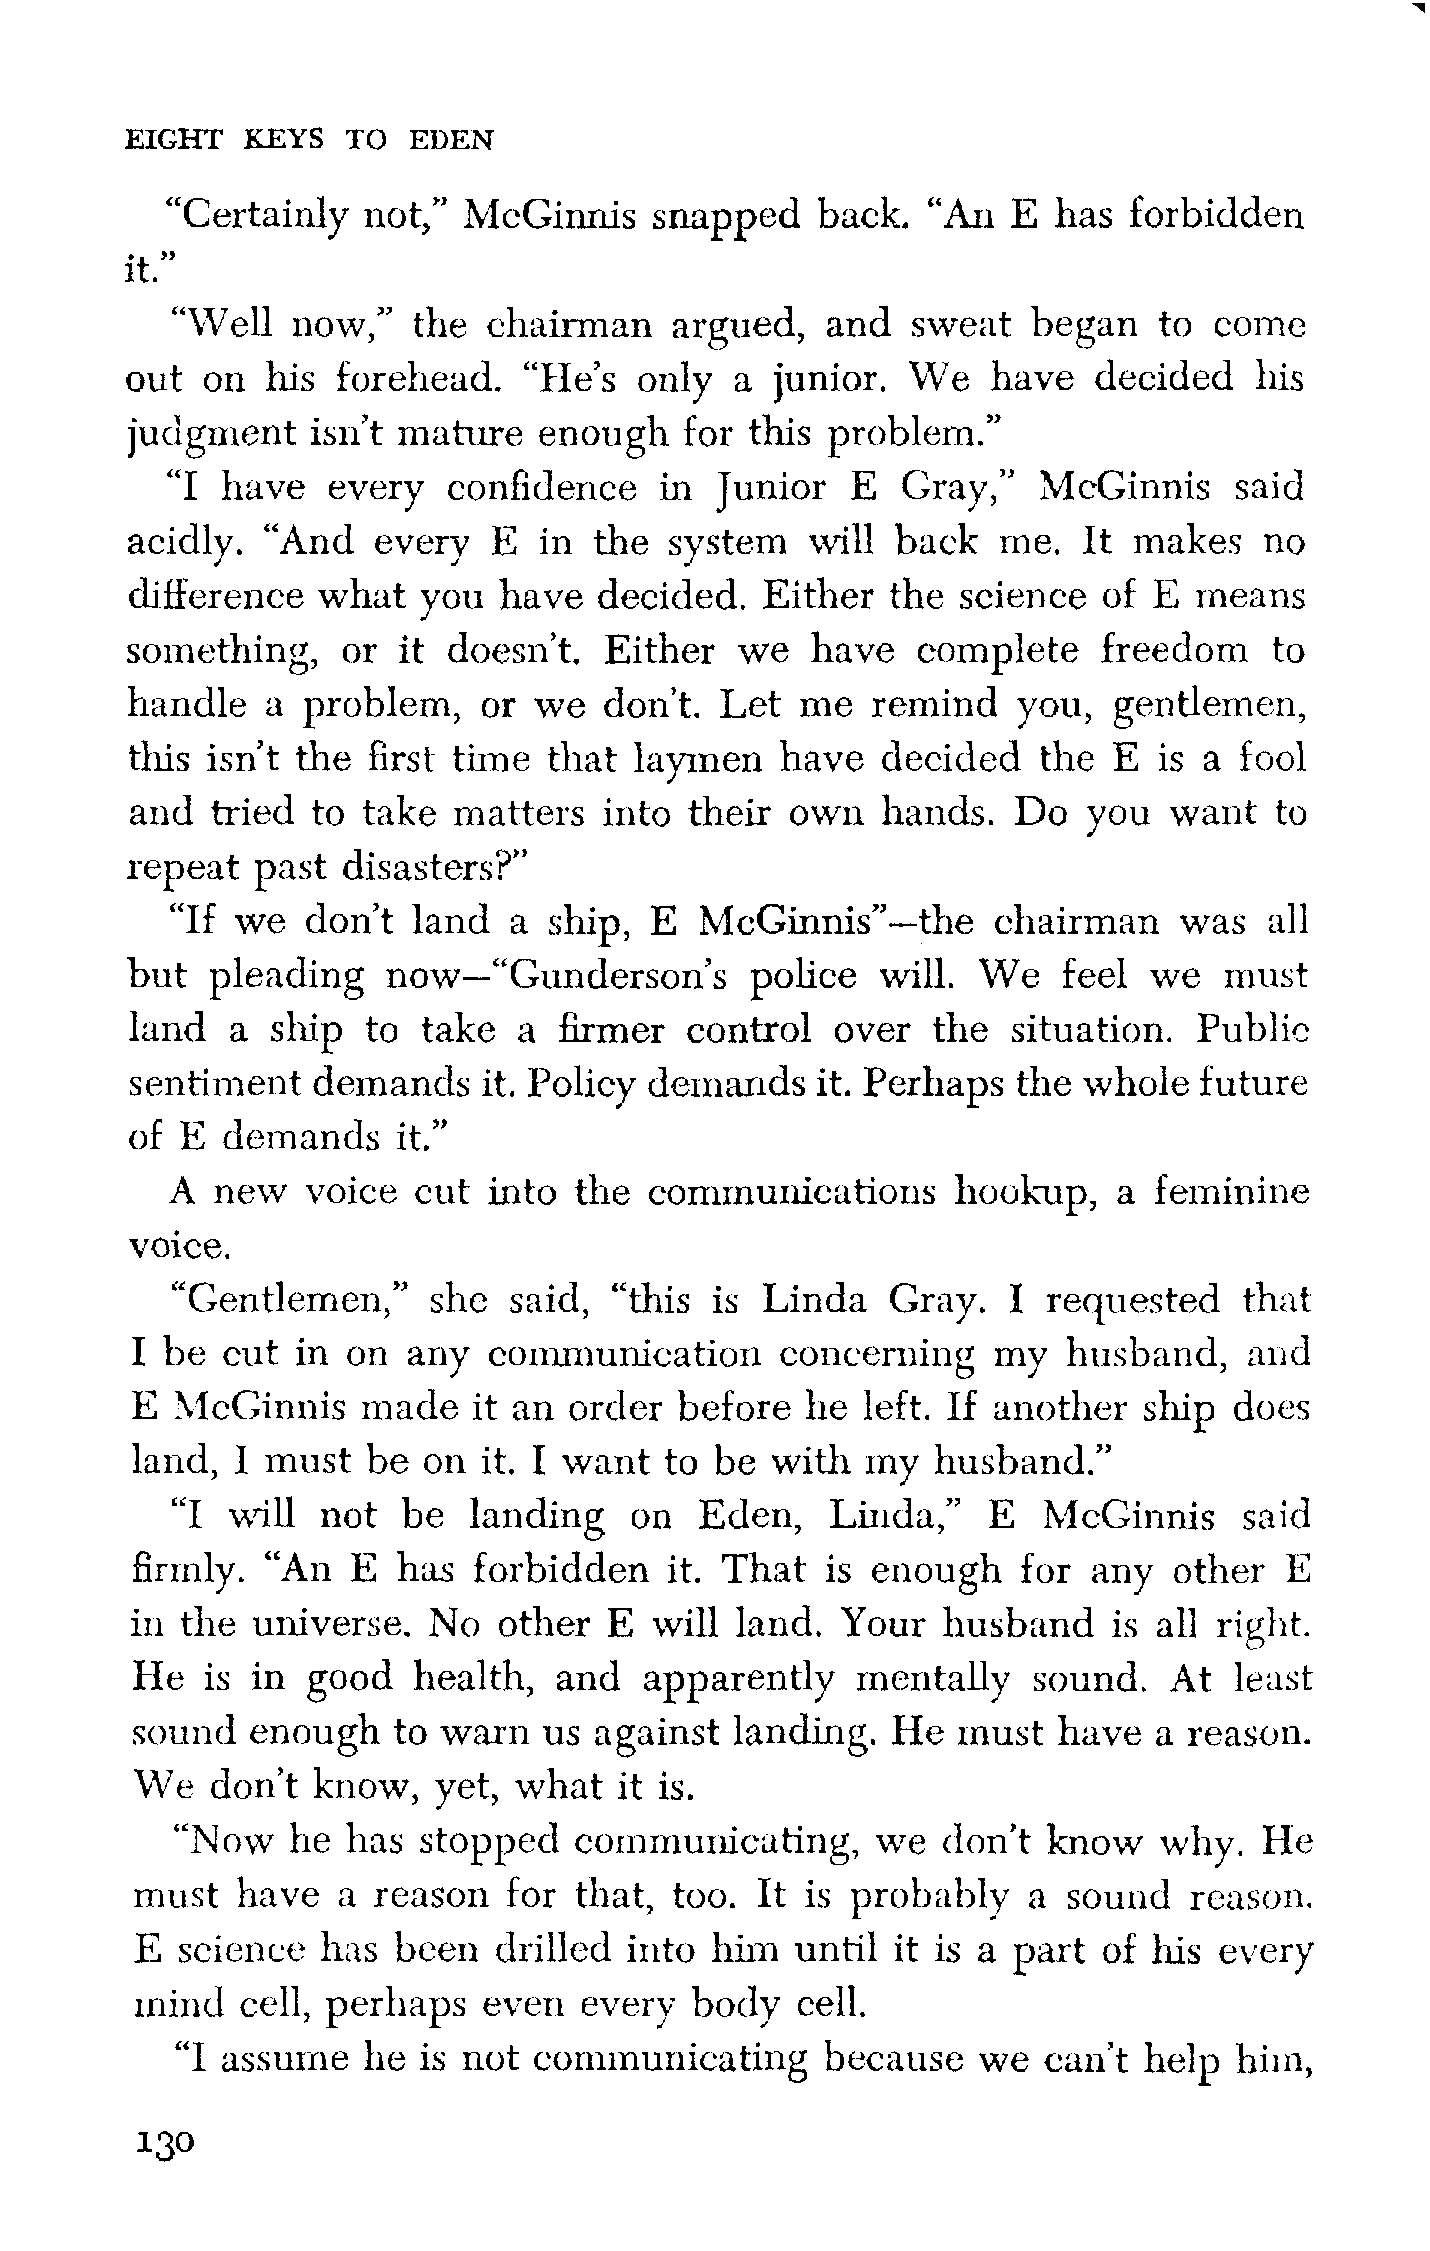 EIGHT KEYS TO EDEN
“Certainly not,” McGinnis snapped back. “An E has forbidden
it.”
“Well now,” the chairman argued, and sweat began to come
out on his forehead. “He’s only a junior. We have decided his
judgment isn’t mature enough for this problem.”
“I have every confidence in Junior E Gray,” McGinnis said
acidly. “And every E in the system will back me. It makes no
difference what you have decided. Either the science of E means
something, or it doesn’t. Either we have complete freedom to
handle a problem, or we don’t. Let me remind you, gentlemen,
this isn’t the first time that laymen have decided the E is a fool
and tried to take matters into their own hands. Do you want to
repeat past disasters?”
“If we don’t land a ship, E McGinnis”—the chairman was all
but pleading now—“Gunderson’s police will. We feel we must
land a ship to take a firmer control over the situation. Public
sentiment demands it. Policy demands it. Perhaps the whole future
of E demands it.”
A new voice cut into the communications hookup, a feminine
voice.
“Gentlemen,” she said, “this is Linda Gray. I requested that
I be cut in on any communication concerning my husband, and
E McGinnis made it an order before he left. If another ship does
land, I must be on it. I want to be with my husband.”
“I will not be landing on Eden, Linda,” E McGinnis said
firmly. “An E has forbidden it. That is enough for any other E
in the universe. No other E will land. Your husband is all right.
He is in good health, and apparently mentally sound. At least
sound enough to warn us against landing. He must have a reason.
We don’t know, yet, what it is.
“Now he has stopped communicating, we don’t know why. He
must have a reason for that, too. It is probably a sound reason.
E science has been drilled into him until it is a part of his every
mind cell, perhaps even every body cell.
“I assume he is not communicating because we can’t help him,
130